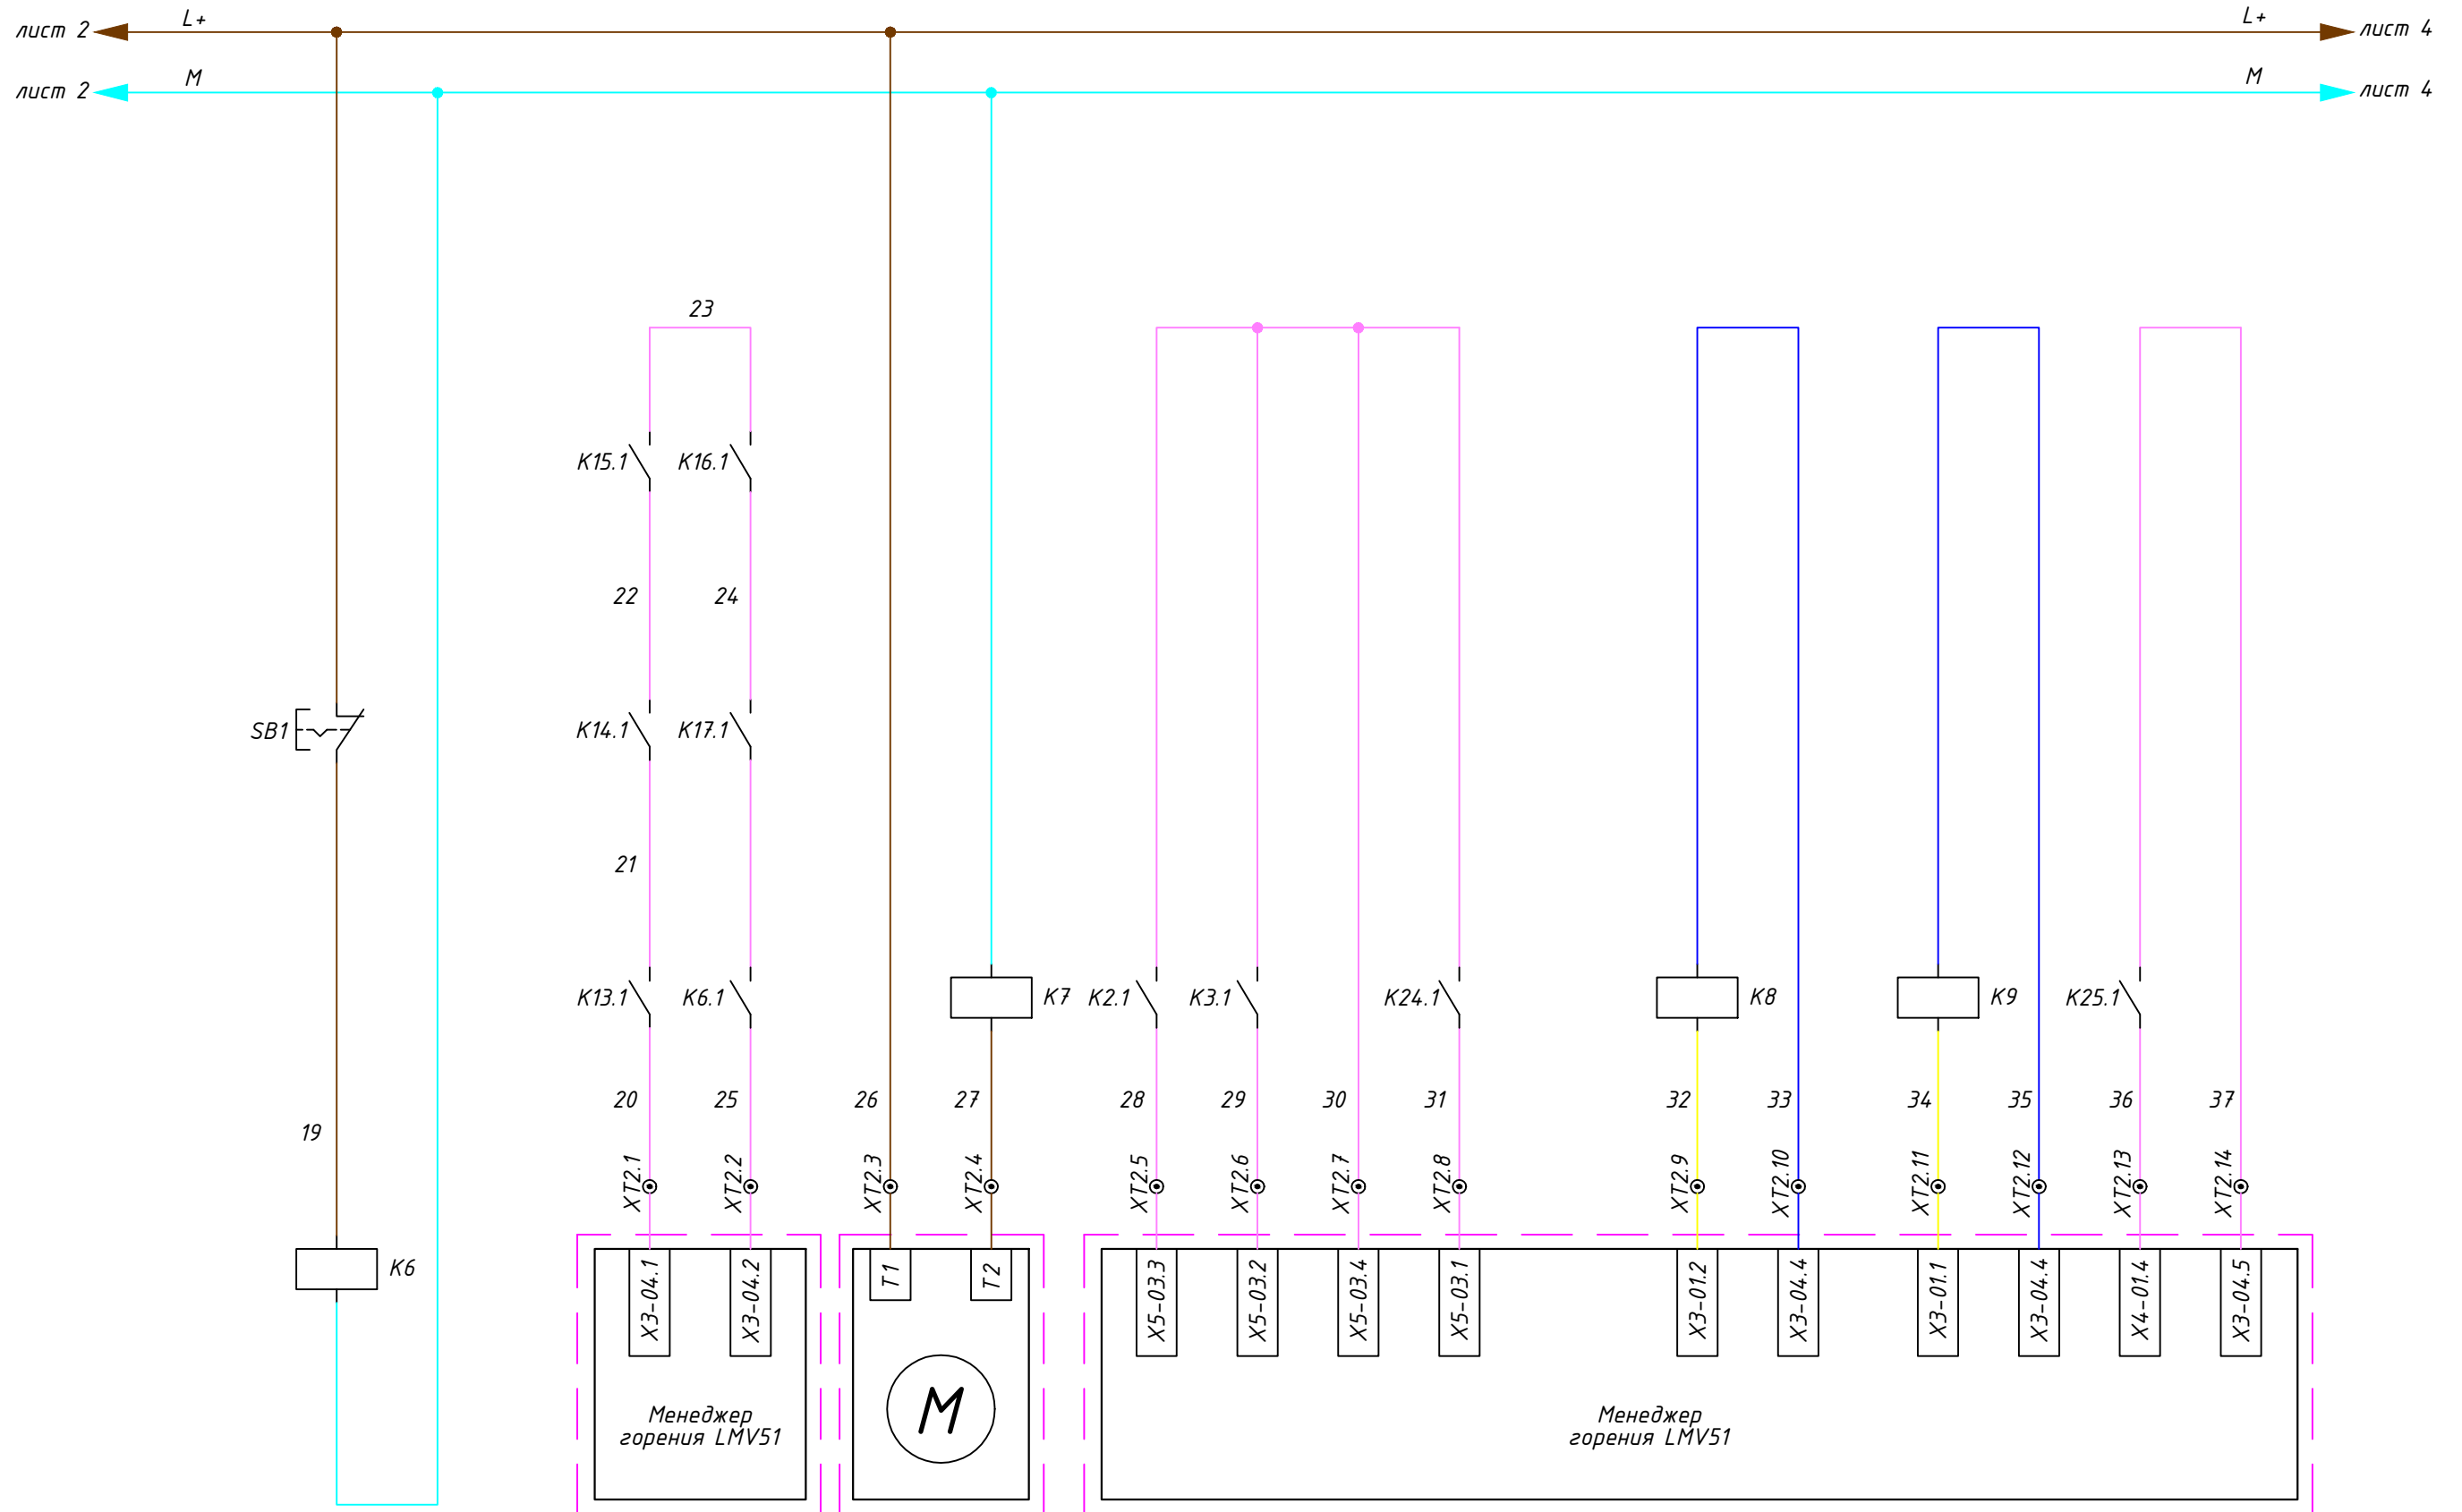 лист 2
L+
L+
лист 4
лист 2
M
M
лист 4
23
K15.1
K16.1
22
24
SB1
K14.1
K17.1
21
K13.1
K6.1
K7
K2.1
K3.1
K24.1
K8
K9
K25.1
19
20
25
26
27
28
29
30
31
32
33
34
35
36
37
XT2.1
XT2.2
XT2.3
XT2.4
XT2.5
XT2.6
XT2.7
XT2.8
XT2.9
XT2.10
XT2.11
XT2.12
XT2.13
XT2.14
K6
X3-04.1
X3-04.2
T1
T2
X5-03.3
X5-03.2
X5-03.4
X5-03.1
X3-01.2
X3-04.4
X3-01.1
X3-04.4
X4-01.4
X3-04.5
Менеджер
горения LMV51
M
Менеджер
горения LMV51